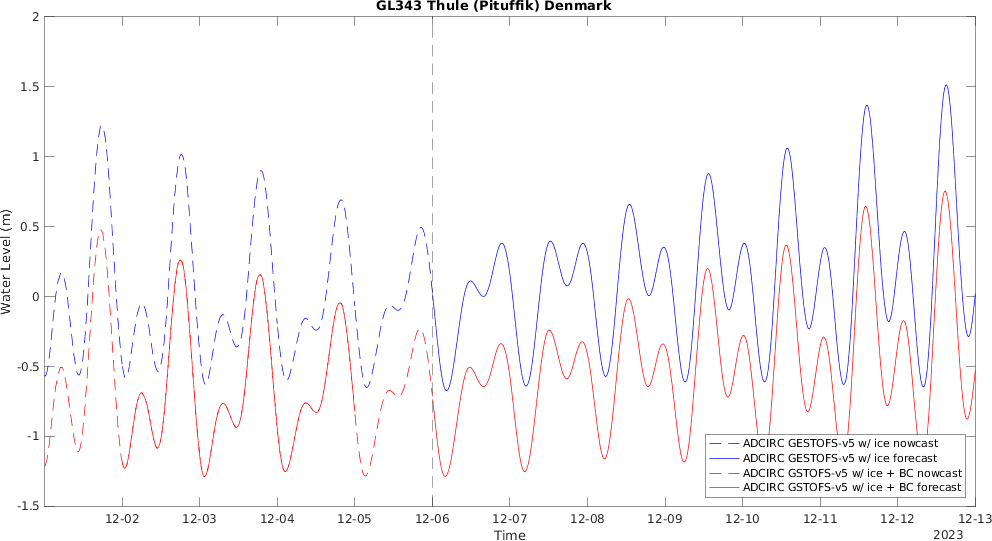 GL343 Thule (Pituffik) Denmark
2
1.5
1
0.5
0
-0.5
-1
-1.5
Water Level (m)
ADCIRC GESTOFS-v5 w/ ice nowcast
ADCIRC GESTOFS-v5 w/ ice forecast
ADCIRC GSTOFS-v5 w/ ice + BC nowcast
ADCIRC GSTOFS-v5 w/ ice + BC forecast
12-02 12-03 12-04 12-05 12-06 12-07 12-08 12-09 12-10 12-11 12-12 12-13
Time
2023